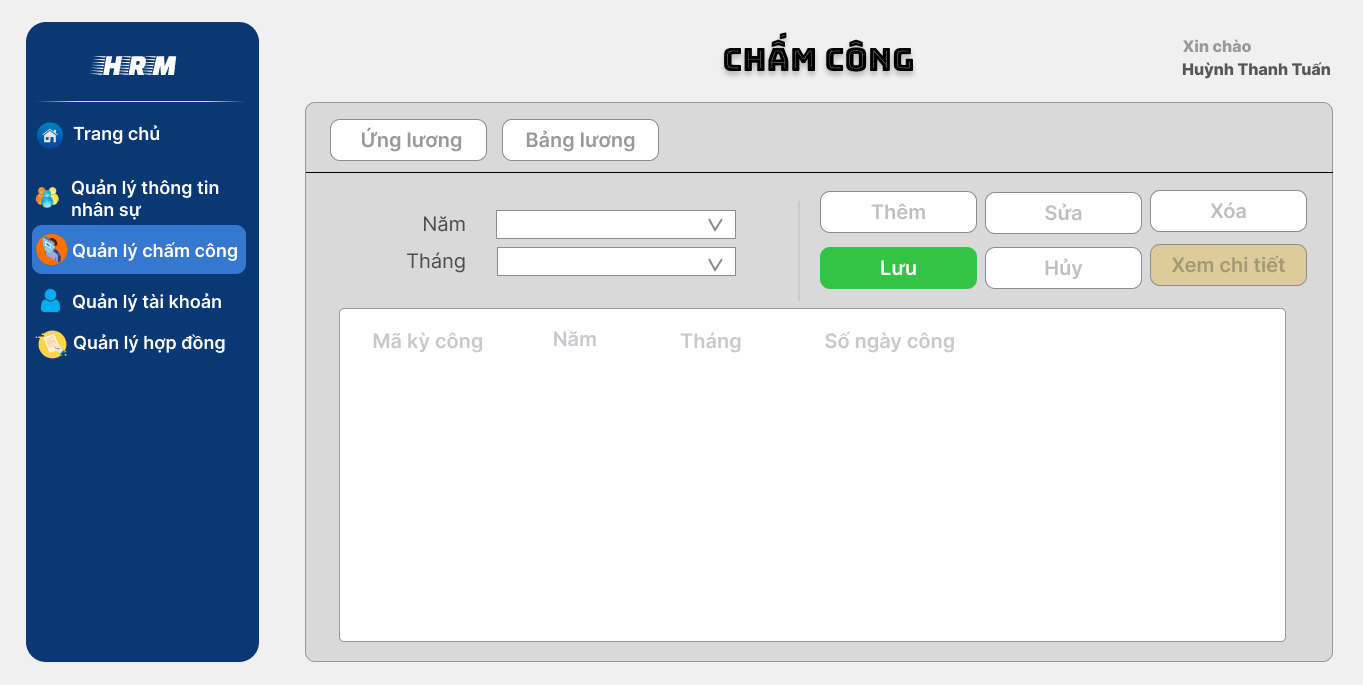 HRM
Trang chủ
Quản lý thông tin
nhân sự
Quản lý chấm công
Quản lý tài khoản
Quản lý hợp đồng
CHẤM CÔNG
Xin chào
Huỳnh Thanh Tuấn
Ứng lương
Bảng lương
Năm
Tháng
Thêm
Sửa
Xóa
Lưu
Hủy
Xem chi tiết
Mã kỳ công
Năm
Tháng
Số ngày công